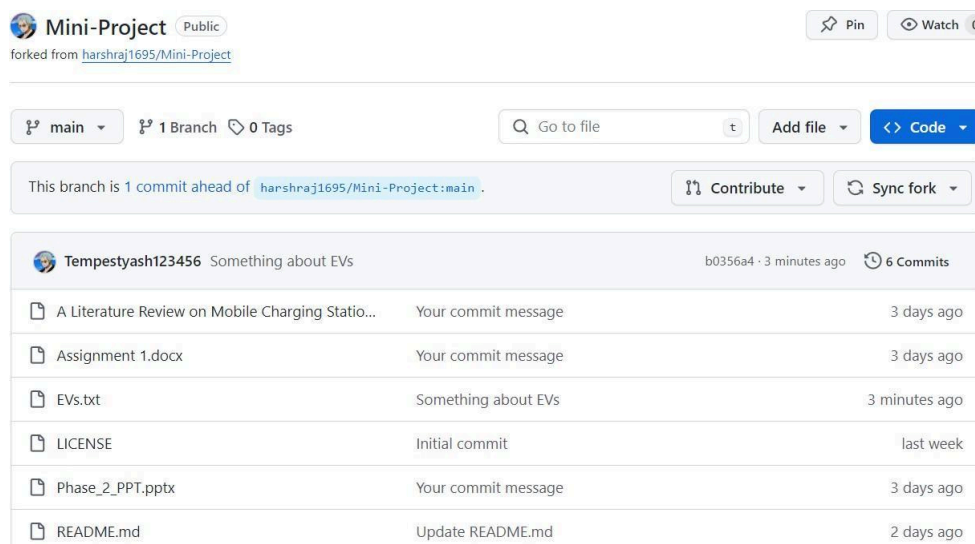 Mini-Project Public Pin Watch
forked from harshraj1695/Mini-Project
main 1 Branch 0 Tags Go to file t Add file <> Code
This branch is 1 commit ahead of harshraj1695/Mini-Project:main. Contribute Sync fork
Tempestyash123456 Something about EVs b0356a4 · 3 minutes ago 6 Commits
A Literature Review on Mobile Charging Statio... Your commit message 3 days ago
Assignment 1.docx Your commit message 3 days ago
EVs.txt Something about EVs 3 minutes ago
LICENSE Initial commit last week
Phase_2_PPT.pptx Your commit message 3 days ago
README.md Update README.md 2 days ago